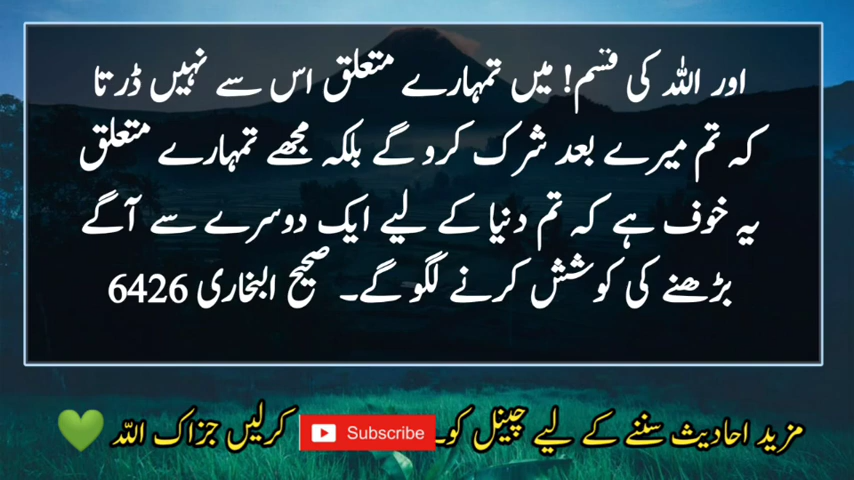 اور اللہ کی قسم! میں تمہارے متعلق اس سے نہیں ڈرتا
کہ تم میرے بعد شرک کرو گے بلکہ مجھے تمہارے متعلق
یہ خوف ہے کہ تم دنیا کے لیے ایک دوسرے سے آگے
بڑھنے کی کوشش کرنے لگو گے۔ صحیح البخاری 6426
مزید احادیث سننے کے لیے چینل کو۔ Subscribe کرلیں جزاک اللہ 💚